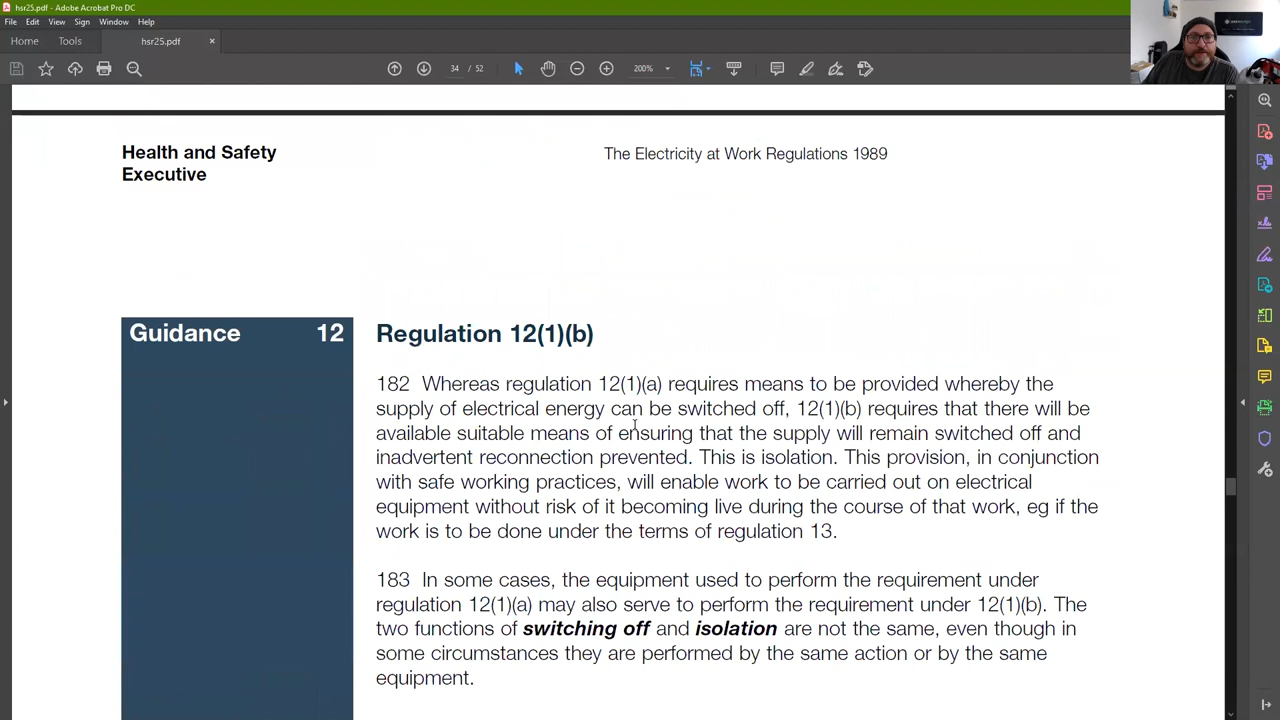 hsr25.pdf - Adobe Acrobat Pro DC
File Edit View Sign Window Help
Home Tools hsr25.pdf ×
34 / 52 200%
Health and Safety
Executive
The Electricity at Work Regulations 1989
Guidance 12
Regulation 12(1)(b)
182 Whereas regulation 12(1)(a) requires means to be provided whereby the
supply of electrical energy can be switched off, 12(1)(b) requires that there will be
available suitable means of ensuring that the supply will remain switched off and
inadvertent reconnection prevented. This is isolation. This provision, in conjunction
with safe working practices, will enable work to be carried out on electrical
equipment without risk of it becoming live during the course of that work, eg if the
work is to be done under the terms of regulation 13.
183 In some cases, the equipment used to perform the requirement under
regulation 12(1)(a) may also serve to perform the requirement under 12(1)(b). The
two functions of switching off and isolation are not the same, even though in
some circumstances they are performed by the same action or by the same
equipment.